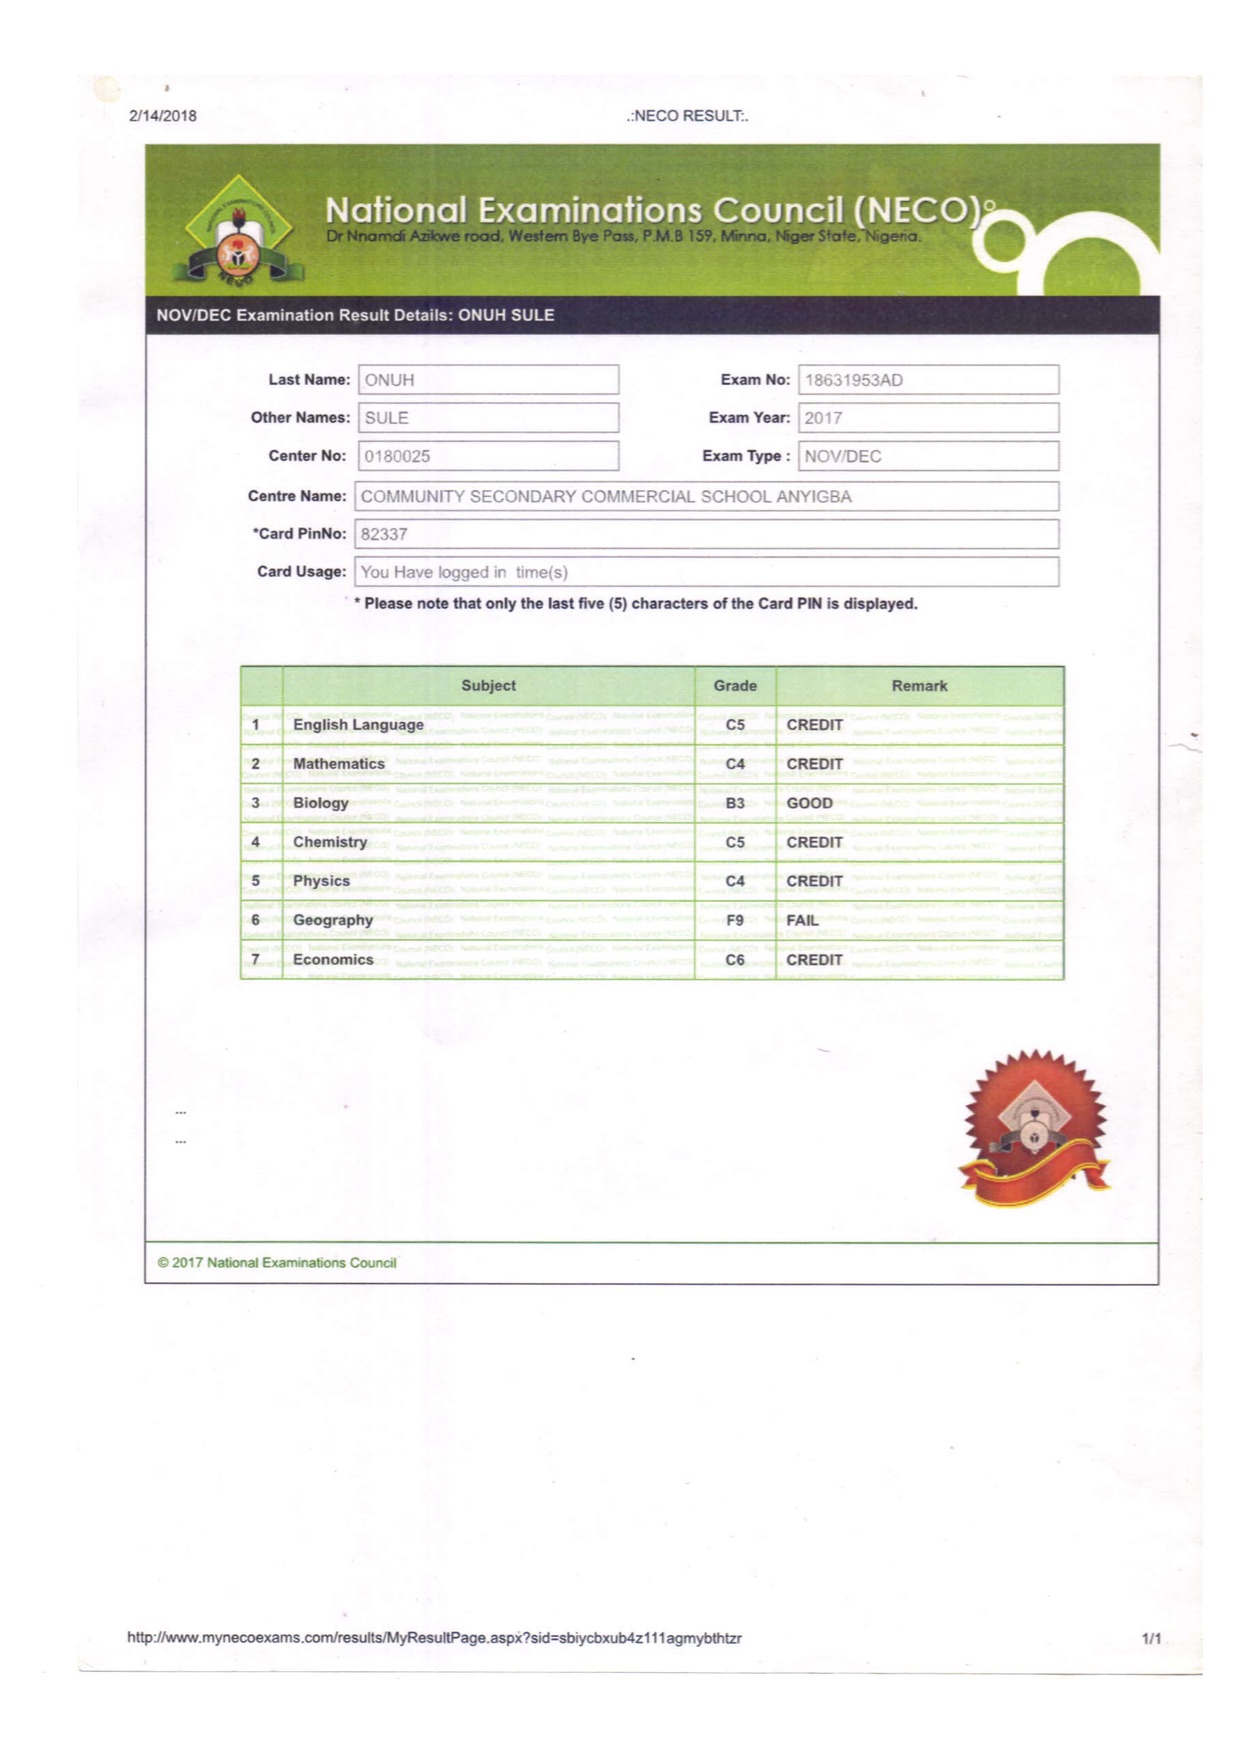 2/14/2018 .:NECO RESULT:.
National Examinations Council (NECO)
Dr Nnamdi Azikwe road, Western Bye Pass, P.M.B 159, Minna, Niger State, Nigeria.
NECO
NOV/DEC Examination Result Details: ONUH SULE
Last Name: ONUH Exam No: 18631953AD
Other Names: SULE Exam Year: 2017
Center No: 0180025 Exam Type : NOV/DEC
Centre Name: COMMUNITY SECONDARY COMMERCIAL SCHOOL ANYIGBA
*Card PinNo: 82337
Card Usage: You Have logged in time(s)
* Please note that only the last five (5) characters of the Card PIN is displayed.
Subject Grade Remark
1 English Language C5 CREDIT
2 Mathematics C4 CREDIT
3 Biology B3 GOOD
4 Chemistry C5 CREDIT
5 Physics C4 CREDIT
6 Geography F9 FAIL
7 Economics C6 CREDIT
...
...
© 2017 National Examinations Council
http://www.mynecoexams.com/results/MyResultPage.aspx?sid=sbiycbxub4z111agmybthtzr 1/1